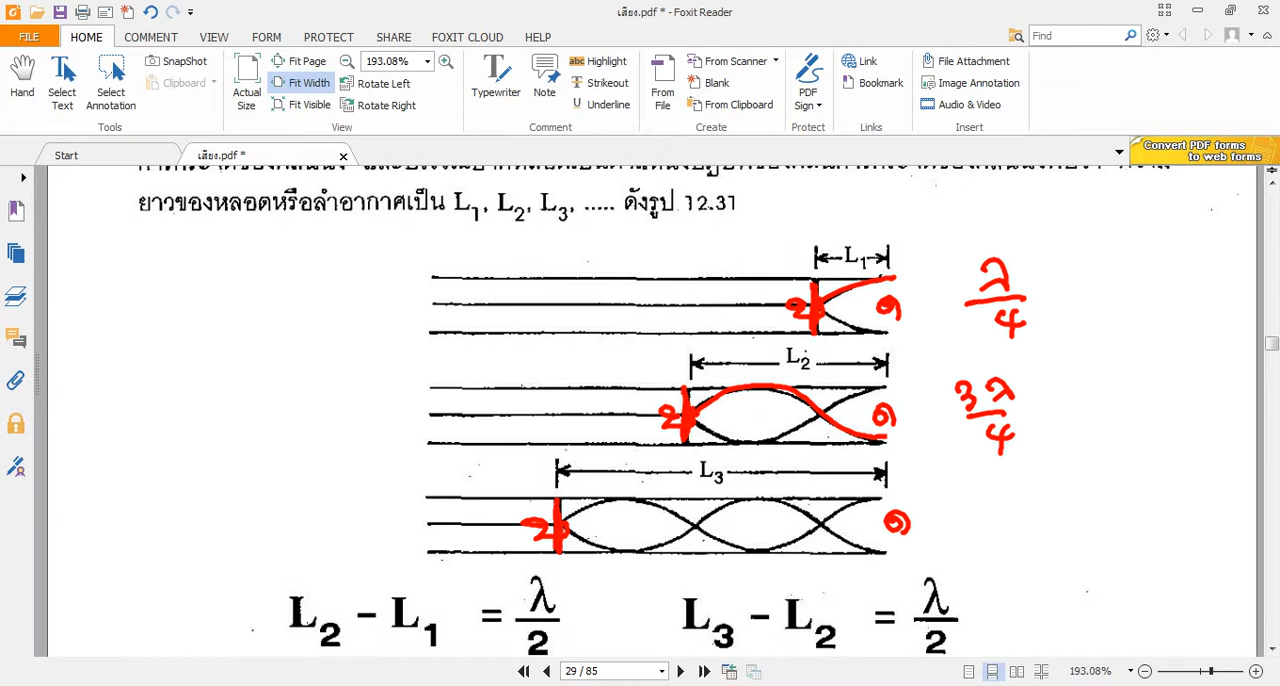 เสียง.pdf * - Foxit Reader
FILE HOME COMMENT VIEW FORM PROTECT SHARE FOXIT CLOUD HELP Find
Hand Select Text Select Annotation SnapShot Clipboard Actual Size Fit Page Fit Width Fit Visible 193.08% Rotate Left Rotate Right Typewriter Note Highlight Strikeout Underline From File From Scanner Blank From Clipboard PDF Sign Link Bookmark File Attachment Image Annotation Audio & Video
Tools View Comment Create Protect Links Insert
Start เสียง.pdf * Convert PDF forms to web forms
ยาวของหลอดหรือลำอากาศเป็น L₁, L₂, L₃, ..... ดังรูป 12.31
L₁
λ/4
L₂
3λ/4
L₃
L₂ - L₁ = λ/2 L₃ - L₂ = λ/2
29 / 85 193.08%